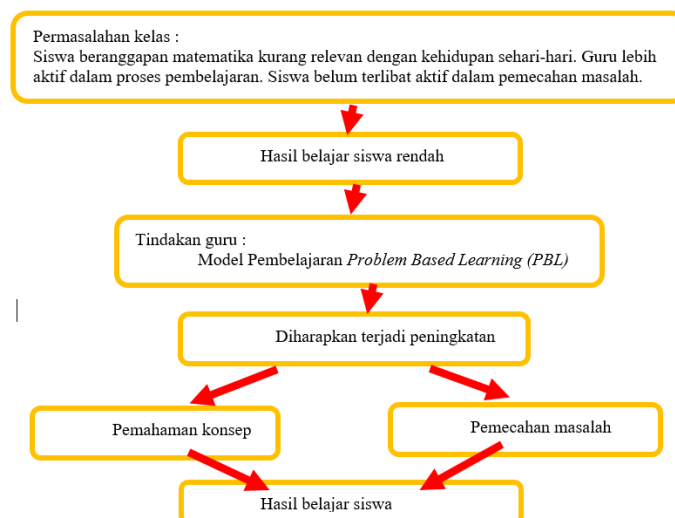 Permasalahan kelas :
Siswa beranggapan matematika kurang relevan dengan kehidupan sehari-hari. Guru lebih
aktif dalam proses pembelajaran. Siswa belum terlibat aktif dalam pemecahan masalah.
Hasil belajar siswa rendah
Tindakan guru :
Model Pembelajaran Problem Based Learning (PBL)
Diharapkan terjadi peningkatan
Pemahaman konsep
Pemecahan masalah
Hasil belajar siswa